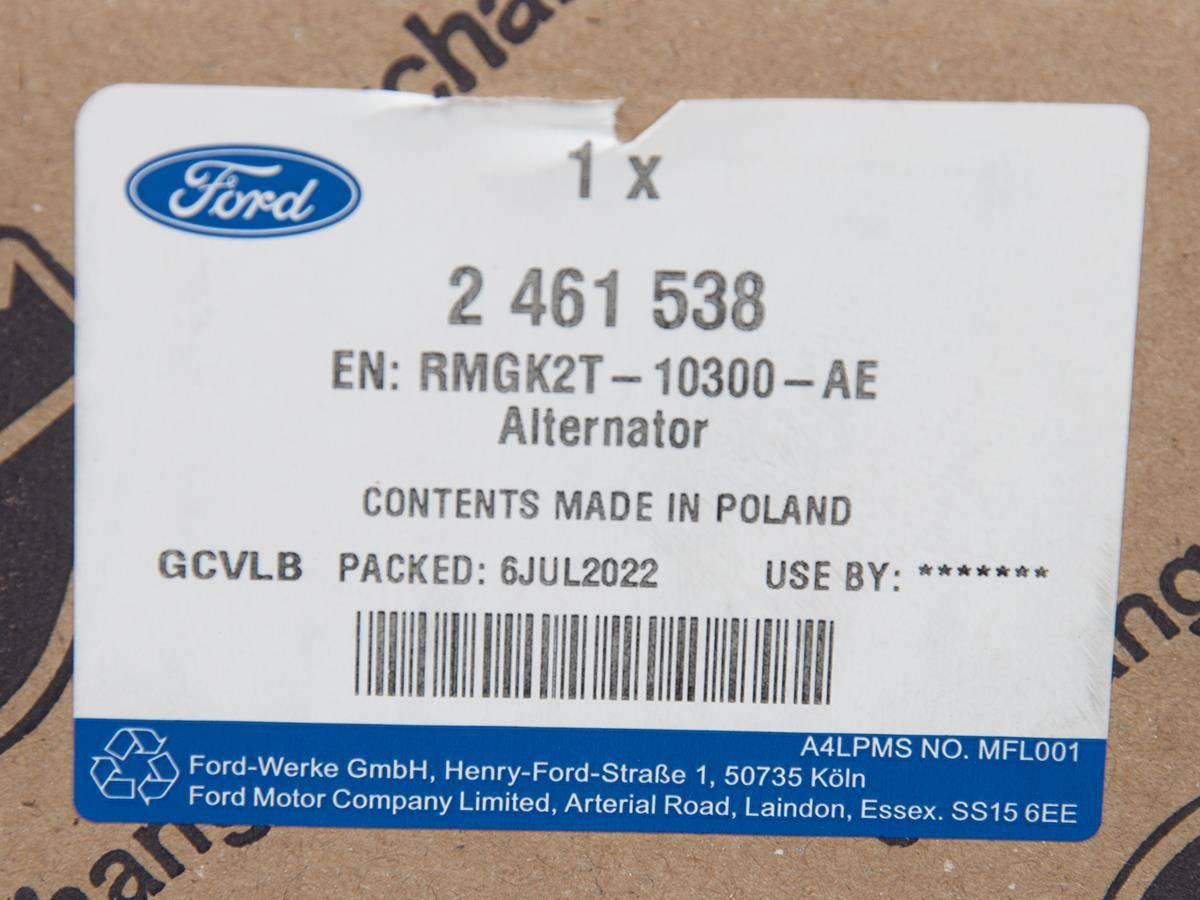 chang
Ford
1 x
2 461 538
EN: RMGK2T-10300-AE
Alternator
CONTENTS MADE IN POLAND
GCVLB PACKED: 6JUL2022 USE BY: *******
A4LPMS NO. MFL001
Ford-Werke GmbH, Henry-Ford-Straße 1, 50735 Köln
Ford Motor Company Limited, Arterial Road, Laindon, Essex. SS15 6EE